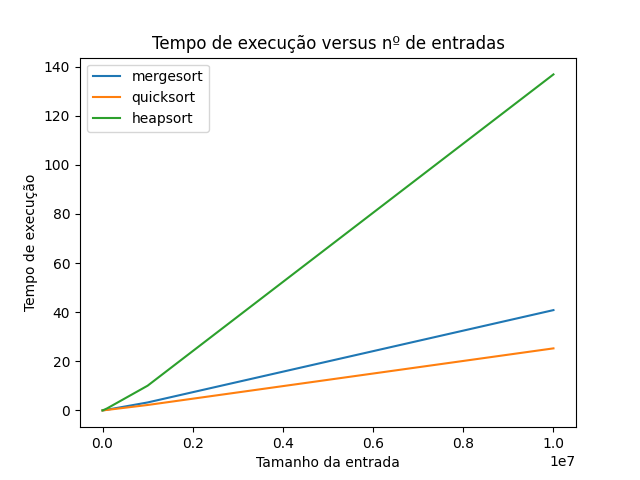 Tempo de execução versus nº de entradas
mergesort
quicksort
heapsort
Tempo de execução
140
120
100
80
60
40
20
0
0.0
0.2
0.4
0.6
0.8
1.0
1e7
Tamanho da entrada